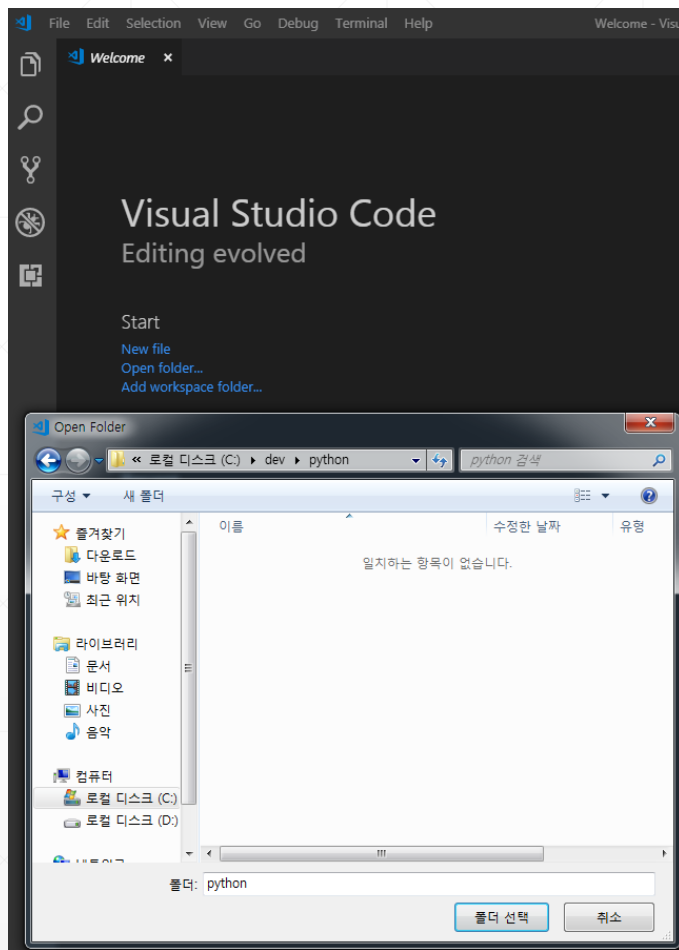 File Edit Selection View Go Debug Terminal Help Welcome - Visu
Welcome ×
Visual Studio Code
Editing evolved
Start
New file
Open folder...
Add workspace folder...
Open Folder
« 로컬 디스크 (C:) ▸ dev ▸ python
python 검색
구성 ▾ 새 폴더
이름 수정한 날짜 유형
일치하는 항목이 없습니다.
즐겨찾기
다운로드
바탕 화면
최근 위치
라이브러리
문서
비디오
사진
음악
컴퓨터
로컬 디스크 (C:)
로컬 디스크 (D:)
폴더: python
폴더 선택 취소